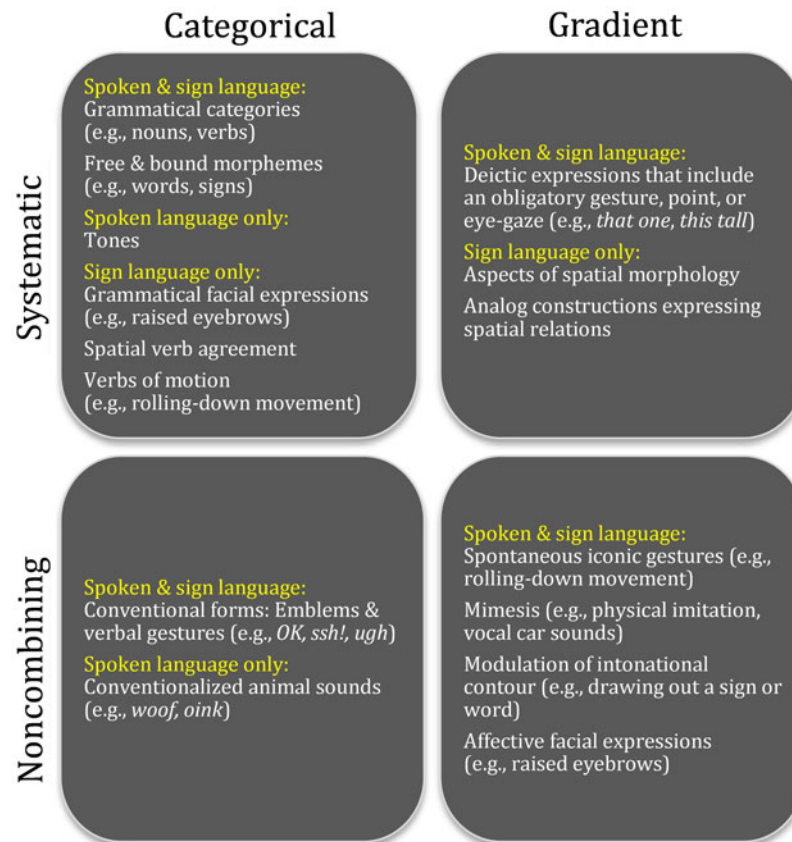 Categorical
Gradient
Systematic
Spoken & sign language:
Grammatical categories
(e.g., nouns, verbs)
Free & bound morphemes
(e.g., words, signs)
Spoken language only:
Tones
Sign language only:
Grammatical facial expressions
(e.g., raised eyebrows)
Spatial verb agreement
Verbs of motion
(e.g., rolling-down movement)
Spoken & sign language:
Deictic expressions that include
an obligatory gesture, point, or
eye-gaze (e.g., that one, this tall)
Sign language only:
Aspects of spatial morphology
Analog constructions expressing
spatial relations
Noncombining
Spoken & sign language:
Conventional forms: Emblems &
verbal gestures (e.g., OK, ssh!, ugh)
Spoken language only:
Conventionalized animal sounds
(e.g., woof, oink)
Spoken & sign language:
Spontaneous iconic gestures (e.g.,
rolling-down movement)
Mimesis (e.g., physical imitation,
vocal car sounds)
Modulation of intonational
contour (e.g., drawing out a sign or
word)
Affective facial expressions
(e.g., raised eyebrows)